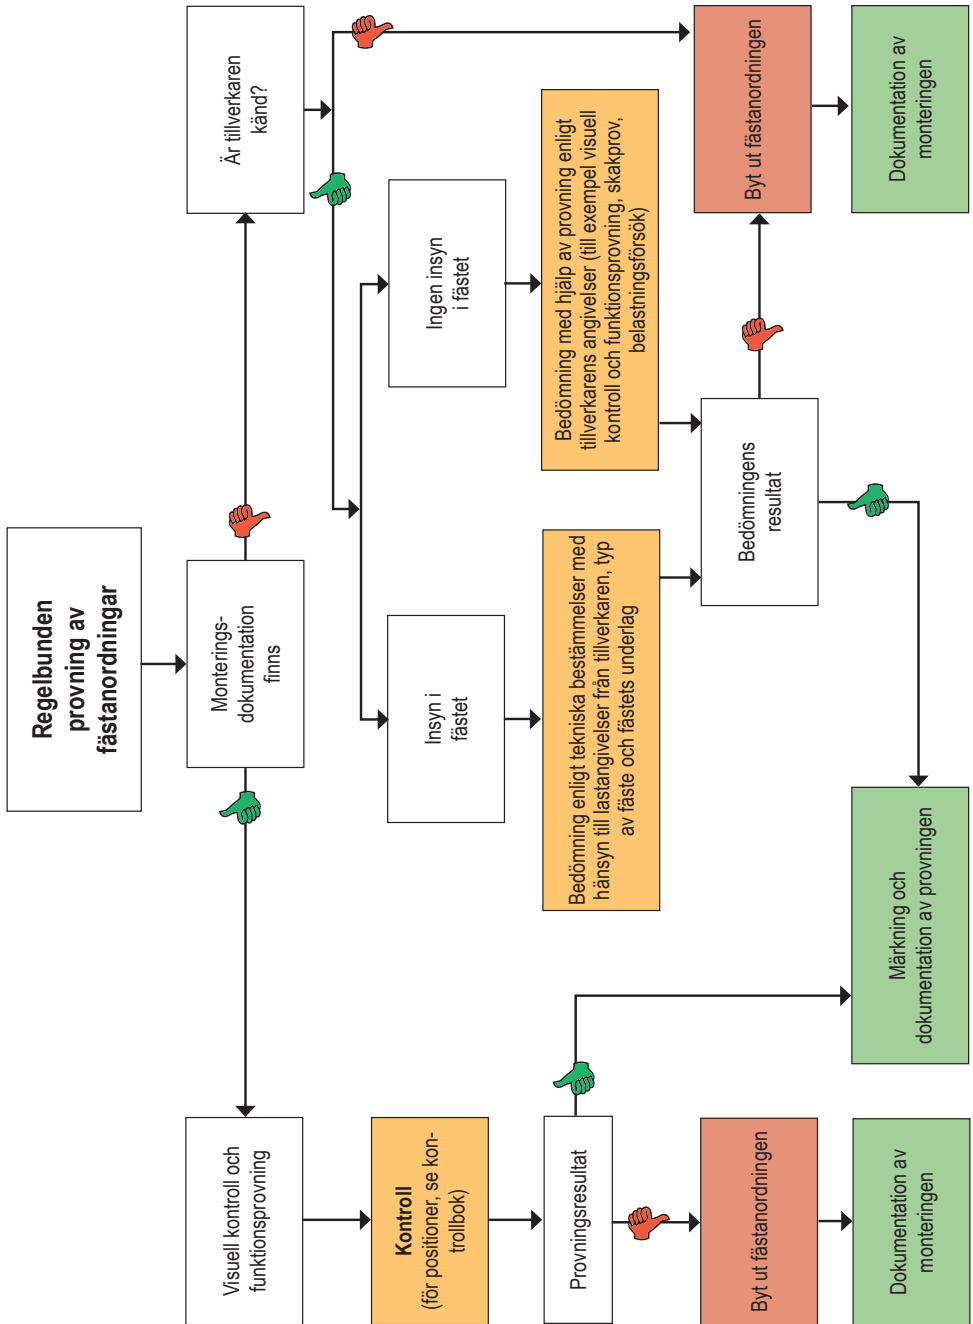 Regelbunden
provning av
fästanordningar
Monterings-
dokumentation
finns
Visuell kontroll och
funktionsprovning
Kontroll
(för positioner, se kon-
trollbok)
Provningsresultat
Byt ut fästanordningen
Dokumentation av
monteringen
Är tillverkaren
känd?
Insyn i
fästet
Ingen insyn
i fästet
Bedömning enligt tekniska bestämmelser med
hänsyn till lastangivelser från tillverkaren, typ
av fäste och fästets underlag
Bedömning med hjälp av provning enligt
tillverkarens angivelser (till exempel visuell
kontroll och funktionsprovning, skakprov,
belastningsförsök)
Bedömningens
resultat
Märkning och
dokumentation av provningen
Byt ut fästanordningen
Dokumentation av
monteringen